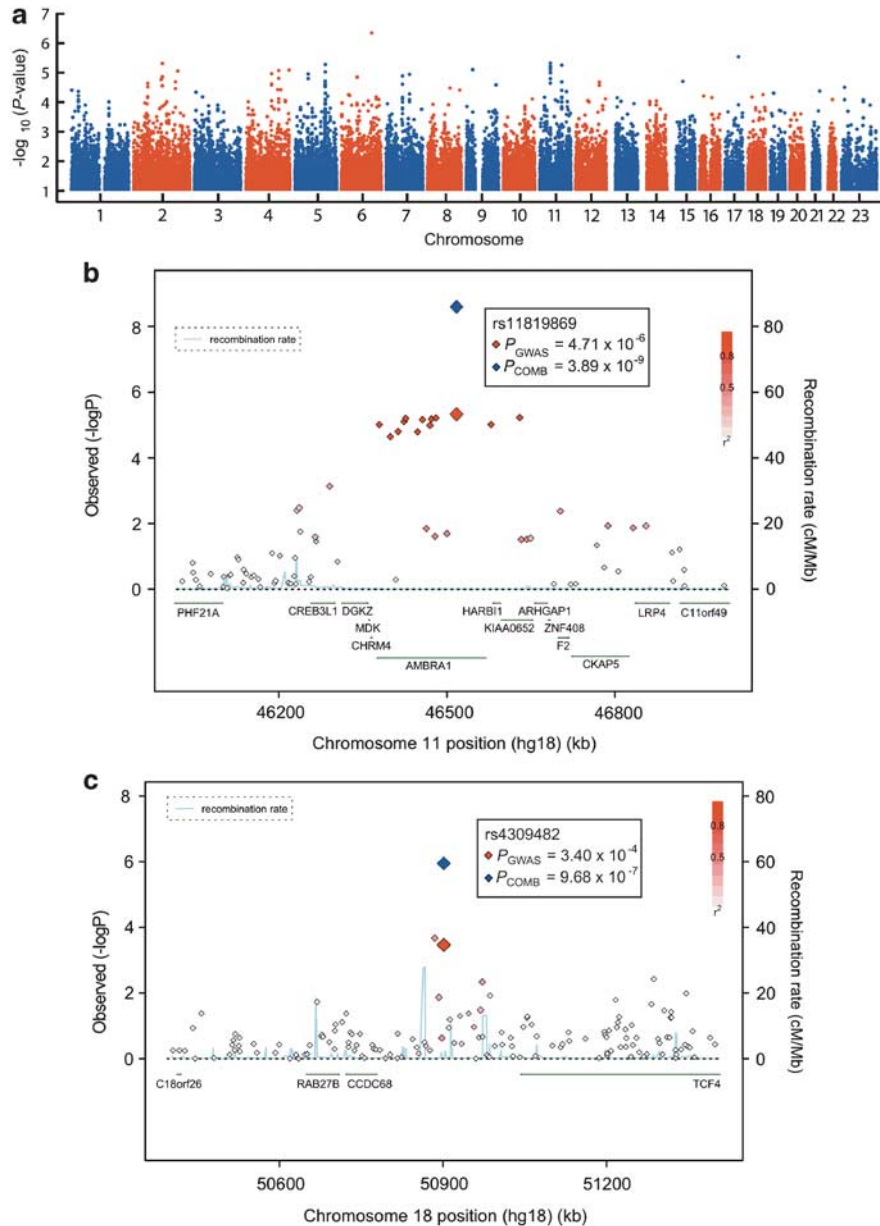 a
-log 10 (P-value)
7
6
5
4
3
2
1
1 2 3 4 5 6 7 8 9 10 11 12 13 14 15 16 17 18 19 20 21 22 23
Chromosome
b
Observed (-logP)
8
6
4
2
0
recombination rate
rs11819869
P GWAS = 4.71 x 10 -6
P COMB = 3.89 x 10 -9
0.8
0.5
r2
80
60
40
20
0
Recombination rate (cM/Mb)
PHF21A CREB3L1 DGKZ HARBI1 ARHGAP1 LRP4 C11orf49
MDK KIAA0652 ZNF408
CHRM4 F2
AMBRA1 CKAP5
46200 46500 46800
Chromosome 11 position (hg18) (kb)
c
Observed (-logP)
8
6
4
2
0
recombination rate
rs4309482
P GWAS = 3.40 x 10 -4
P COMB = 9.68 x 10 -7
0.8
0.5
r2
80
60
40
20
0
Recombination rate (cM/Mb)
C18orf26 RAB27B CCDC68 TCF4
50600 50900 51200
Chromosome 18 position (hg18) (kb)